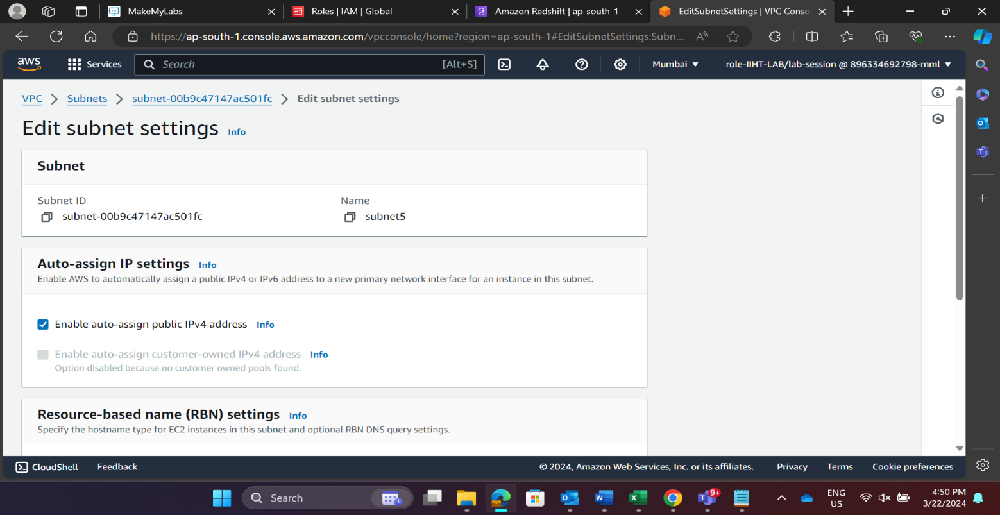 MakeMyLabs
Roles | IAM | Global
Amazon Redshift | ap-south-1
EditSubnetSettings | VPC Conso
https://ap-south-1.console.aws.amazon.com/vpcconsole/home?region=ap-south-1#EditSubnetSettings:Subn...
aws
Services
Search
[Alt+S]
Mumbai
role-IIHT-LAB/lab-session @ 896334692798-mml
VPC
Subnets
subnet-00b9c47147ac501fc
Edit subnet settings
Edit subnet settings Info
Subnet
Subnet ID
Name
subnet-00b9c47147ac501fc
subnet5
Auto-assign IP settings Info
Enable AWS to automatically assign a public IPv4 or IPv6 address to a new primary network interface for an instance in this subnet.
Enable auto-assign public IPv4 address Info
Enable auto-assign customer-owned IPv4 address Info
Option disabled because no customer owned pools found.
Resource-based name (RBN) settings Info
Specify the hostname type for EC2 instances in this subnet and optional RBN DNS query settings.
CloudShell
Feedback
© 2024, Amazon Web Services, Inc. or its affiliates.
Privacy
Terms
Cookie preferences
Search
9+
ENG
US
4:50 PM
3/22/2024